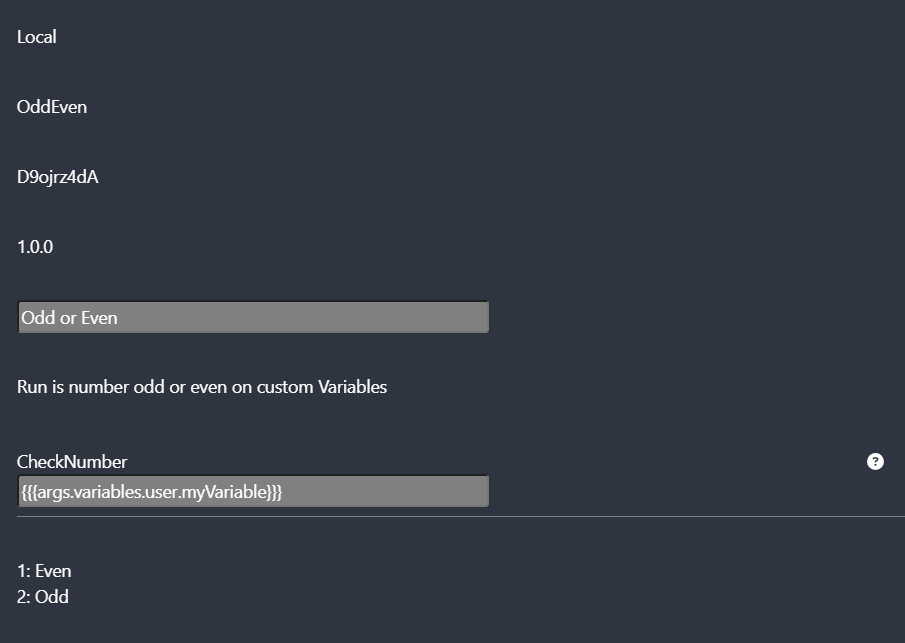 Local
OddEven
D9ojrz4dA
1.0.0
Odd or Even
Run is number odd or even on custom Variables
CheckNumber
?
{{{args.variables.user.myVariable}}}
1: Even
2: Odd